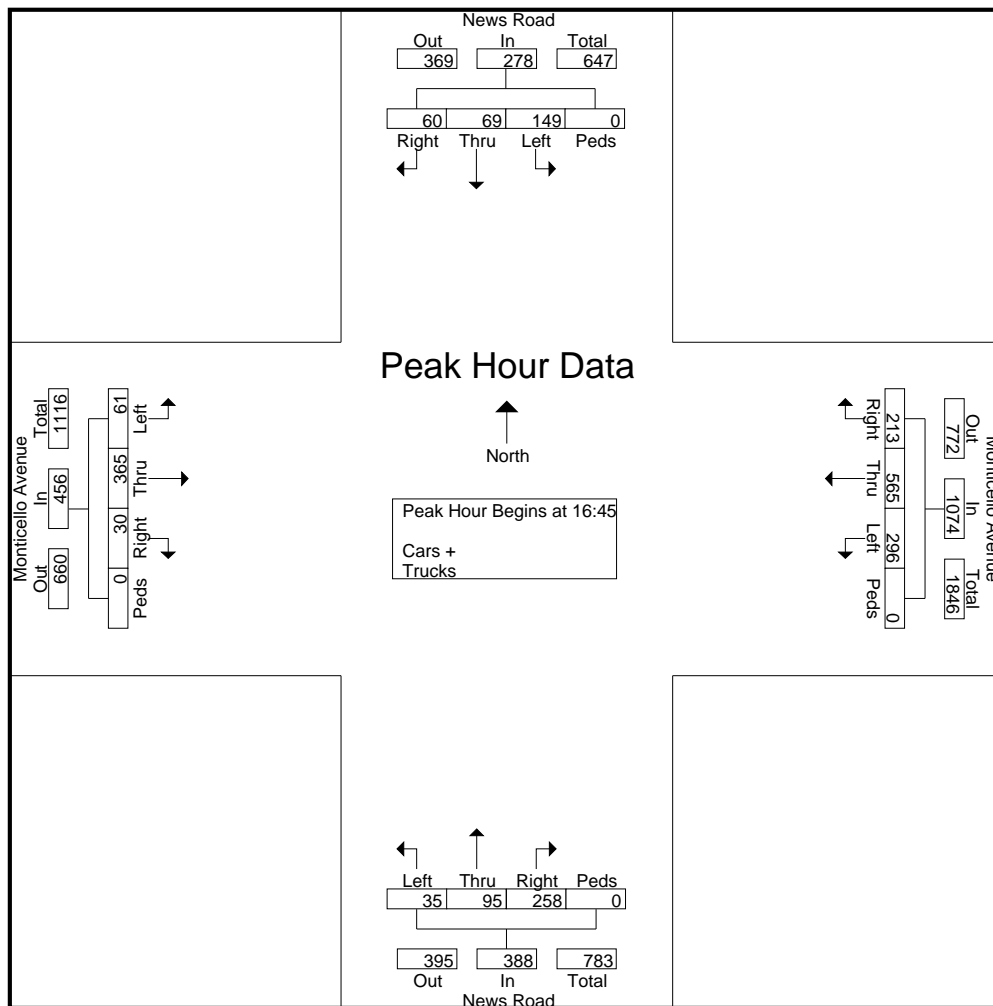 News Road
Out In Total
369 278 647
60 69 149 0
Right Thru Left Peds
Peak Hour Data
North
Peak Hour Begins at 16:45
Cars +
Trucks
Monticello Avenue
Total In Out
1116 456 660
61 365 30 0
Left Thru Right Peds
Right Thru Left Peds
213 565 296 0
772 1074 1846
Out In Total
Monticello Avenue
Left Thru Right Peds
35 95 258 0
395 388 783
Out In Total
News Road